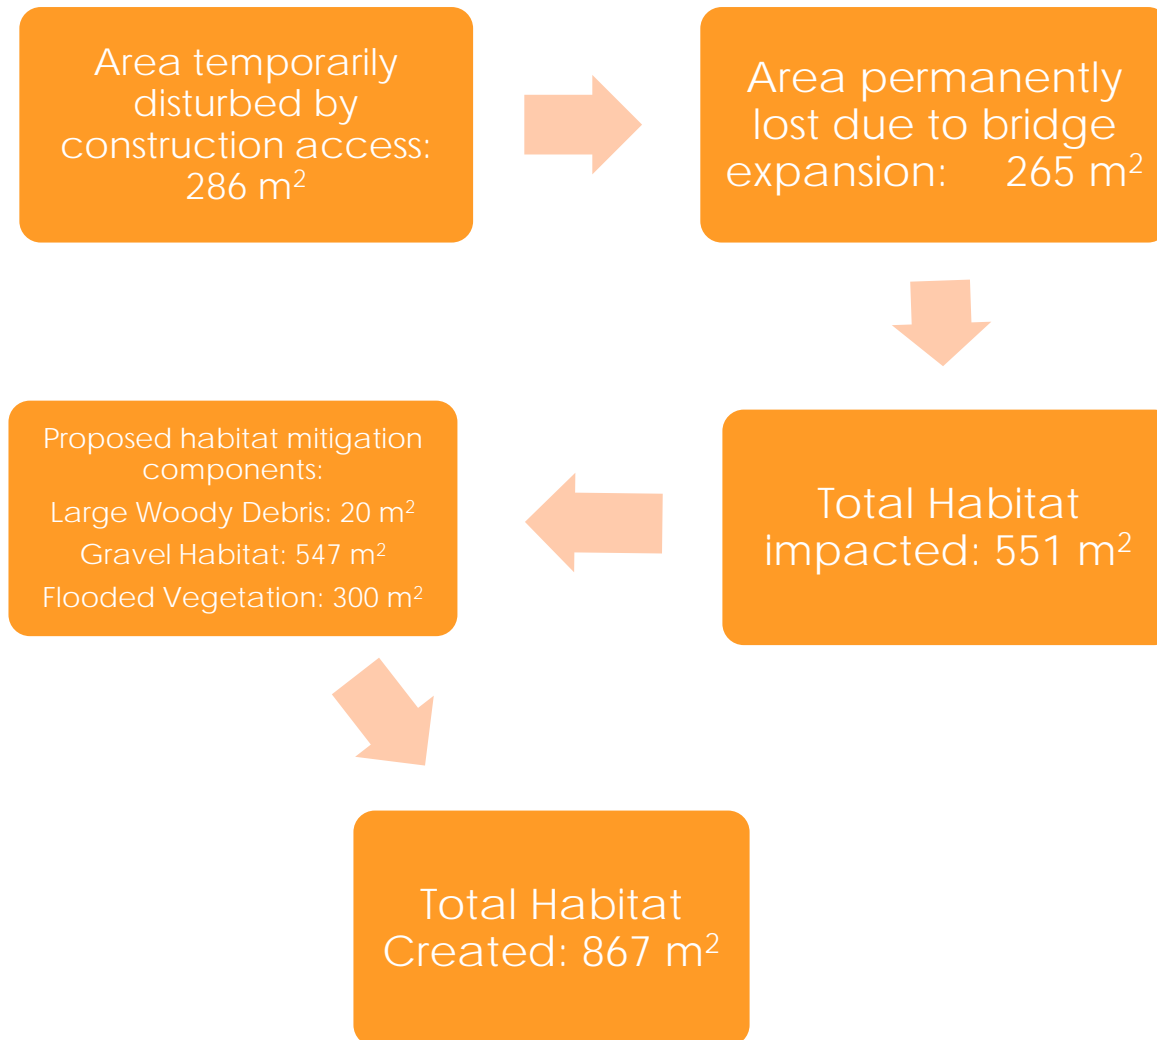 Area temporarily
disturbed by
construction access:
286 m²
Area permanently
lost due to bridge
expansion: 265 m²
Total Habitat
impacted: 551 m²
Proposed habitat mitigation
components:
Large Woody Debris: 20 m²
Gravel Habitat: 547 m²
Flooded Vegetation: 300 m²
Total Habitat
Created: 867 m²